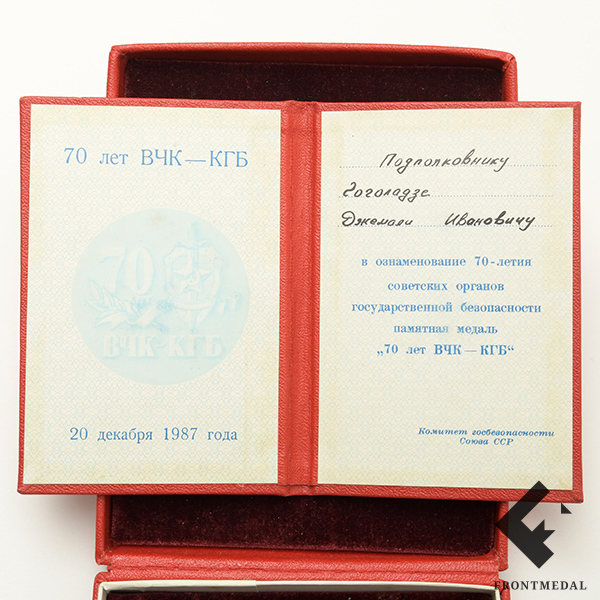 70 лет ВЧК—КГБ
70
ВЧК-КГБ
20 декабря 1987 года
Подполковнику
Гоголадзе
Джемали Ивановичу
в ознаменование 70-летия
советских органов
государственной безопасности
памятная медаль
„70 лет ВЧК—КГБ“
Комитет госбезопасности
Союза ССР
FRONTMEDAL